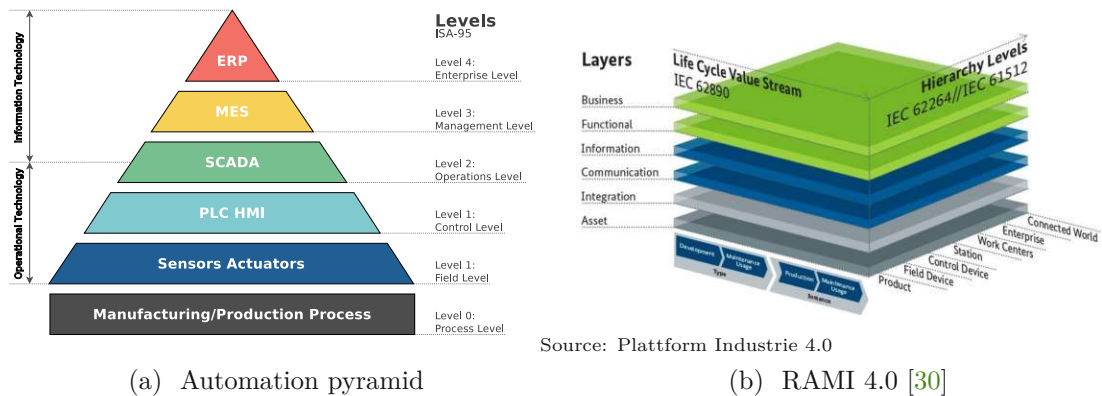 Information Technology
Operational Technology
Levels
ISA-95
ERP
Level 4:
Enterprise Level
MES
Level 3:
Management Level
SCADA
Level 2:
Operations Level
PLC HMI
Level 1:
Control Level
Sensors Actuators
Level 1:
Field Level
Manufacturing/Production Process
Level 0:
Process Level
(a) Automation pyramid
Layers
Business
Functional
Information
Communication
Integration
Asset
Life Cycle Value Stream
IEC 62890
Hierarchy Levels
IEC 62264//IEC 61512
Development
Maintenance
Usage
Type
Production
Maintenance
Usage
Instance
Connected World
Enterprise
Work Centers
Station
Control Device
Field Device
Product
Source: Plattform Industrie 4.0
(b) RAMI 4.0 [30]